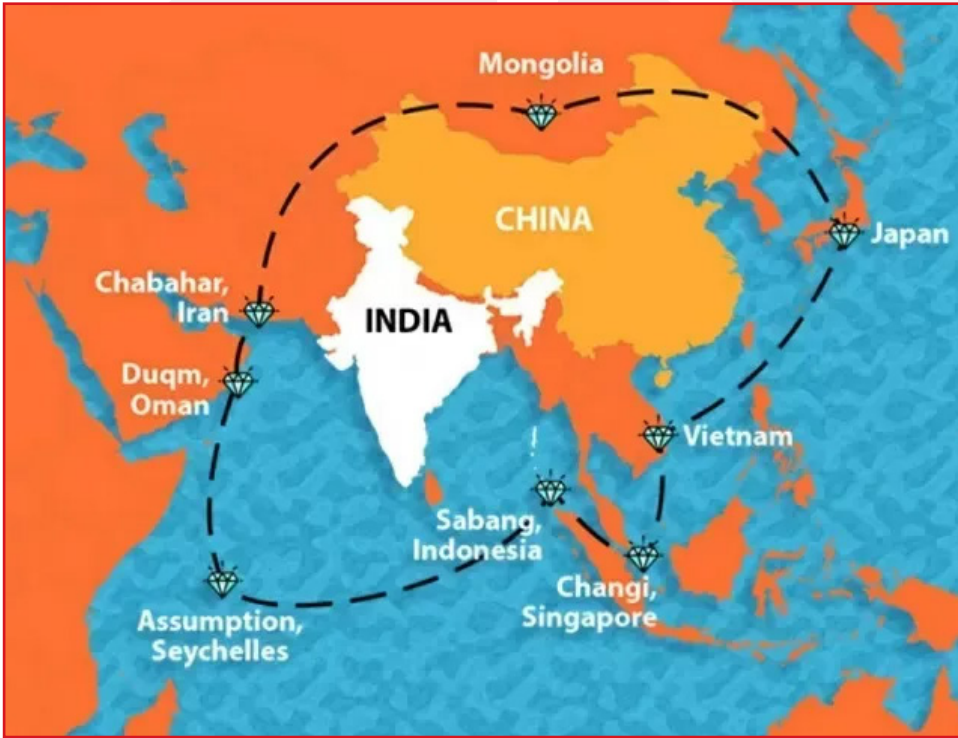 Mongolia
CHINA
Japan
Chabahar,
Iran
INDIA
Duqm,
Oman
Vietnam
Sabang,
Indonesia
Changi,
Singapore
Assumption,
Seychelles